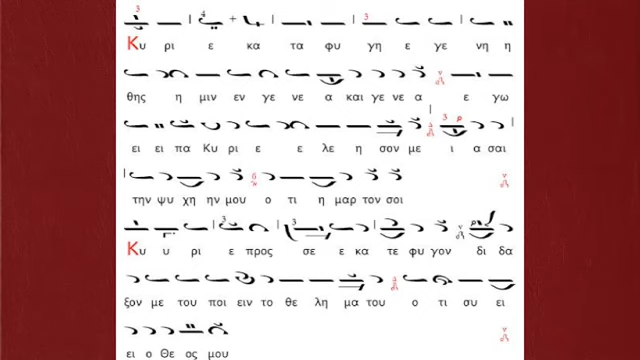 Κυ ρι ε κα τα φυ γη ε γε νη η
θης η μιν εν γε νε α και γε νε α ε γω
ει ει πα Κυ ρι ε ε λε η σον με ι α σαι
την ψυ χη ην μου ο τι η μαρ τον σοι
Κυ υ ρι ε προς σε ε κα τε φυ γον δι δα
ξον με του ποι ειν το θε λη μα του ο τι συ ει
ει ο Θε ος μου